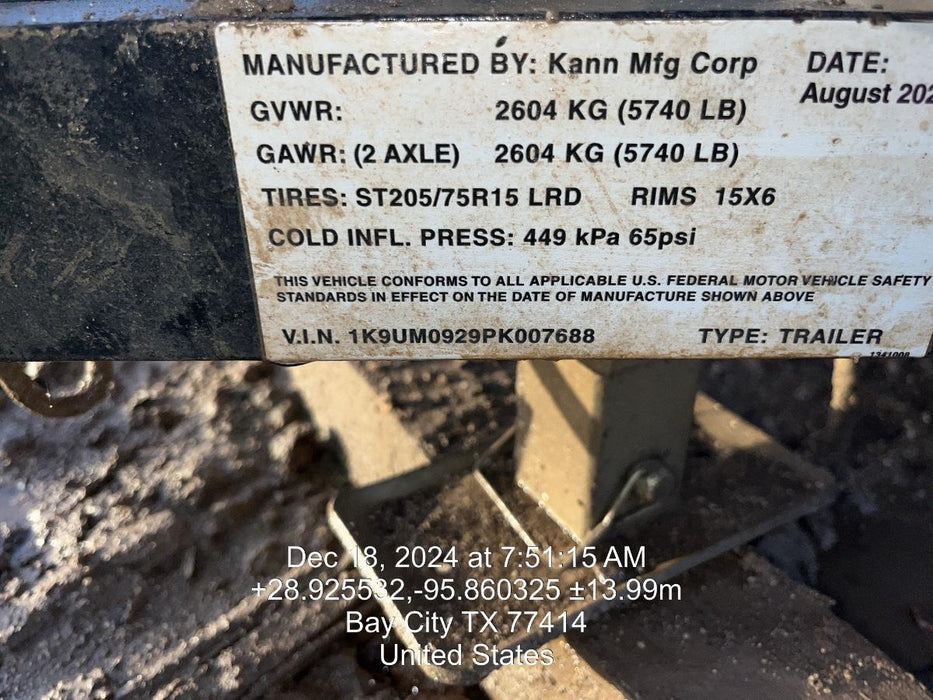 MANUFACTURED BY: Kann Mfg Corp DATE:
August 202
GVWR: 2604 KG (5740 LB)
GAWR: (2 AXLE) 2604 KG (5740 LB)
TIRES: ST205/75R15 LRD RIMS 15X6
COLD INFL. PRESS: 449 kPa 65psi
THIS VEHICLE CONFORMS TO ALL APPLICABLE U.S. FEDERAL MOTOR VEHICLE SAFETY
STANDARDS IN EFFECT ON THE DATE OF MANUFACTURE SHOWN ABOVE
V.I.N. 1K9UM0929PK007688 TYPE: TRAILER
Dec 18, 2024 at 7:51:15 AM
+28.925532,-95.860325 ±13.99m
Bay City TX 77414
United States